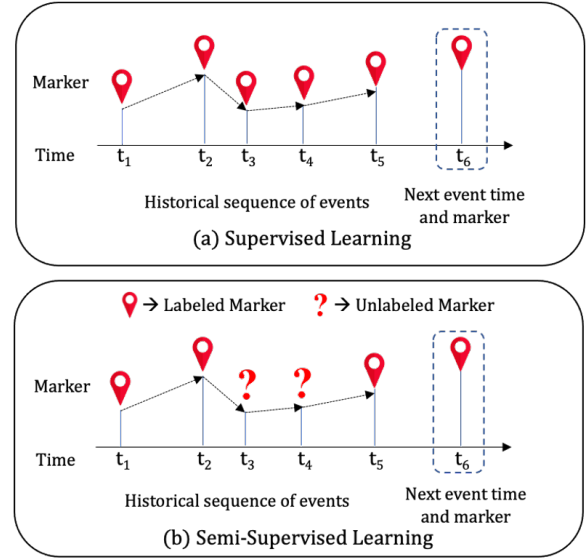 Marker
Time
t1 t2 t3 t4 t5 t6
Historical sequence of events
Next event time
and marker
(a) Supervised Learning
→ Labeled Marker ? → Unlabeled Marker
Marker
? ?
Time
t1 t2 t3 t4 t5 t6
Historical sequence of events
Next event time
and marker
(b) Semi-Supervised Learning